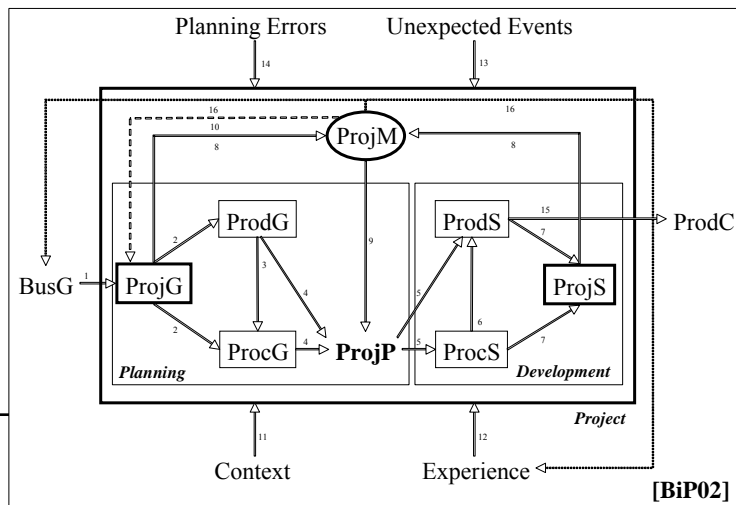 Planning Errors Unexpected Events
14 13
16 16
ProjM
10
8 8
ProdG ProdS 15 ProdC
2 9 7
BusG 1 ProjG 3 4 5 ProjS
2 6 7
ProcG 4 ProjP 5 ProcS
Planning Development
Project
11 12
Context Experience
[BiP02]